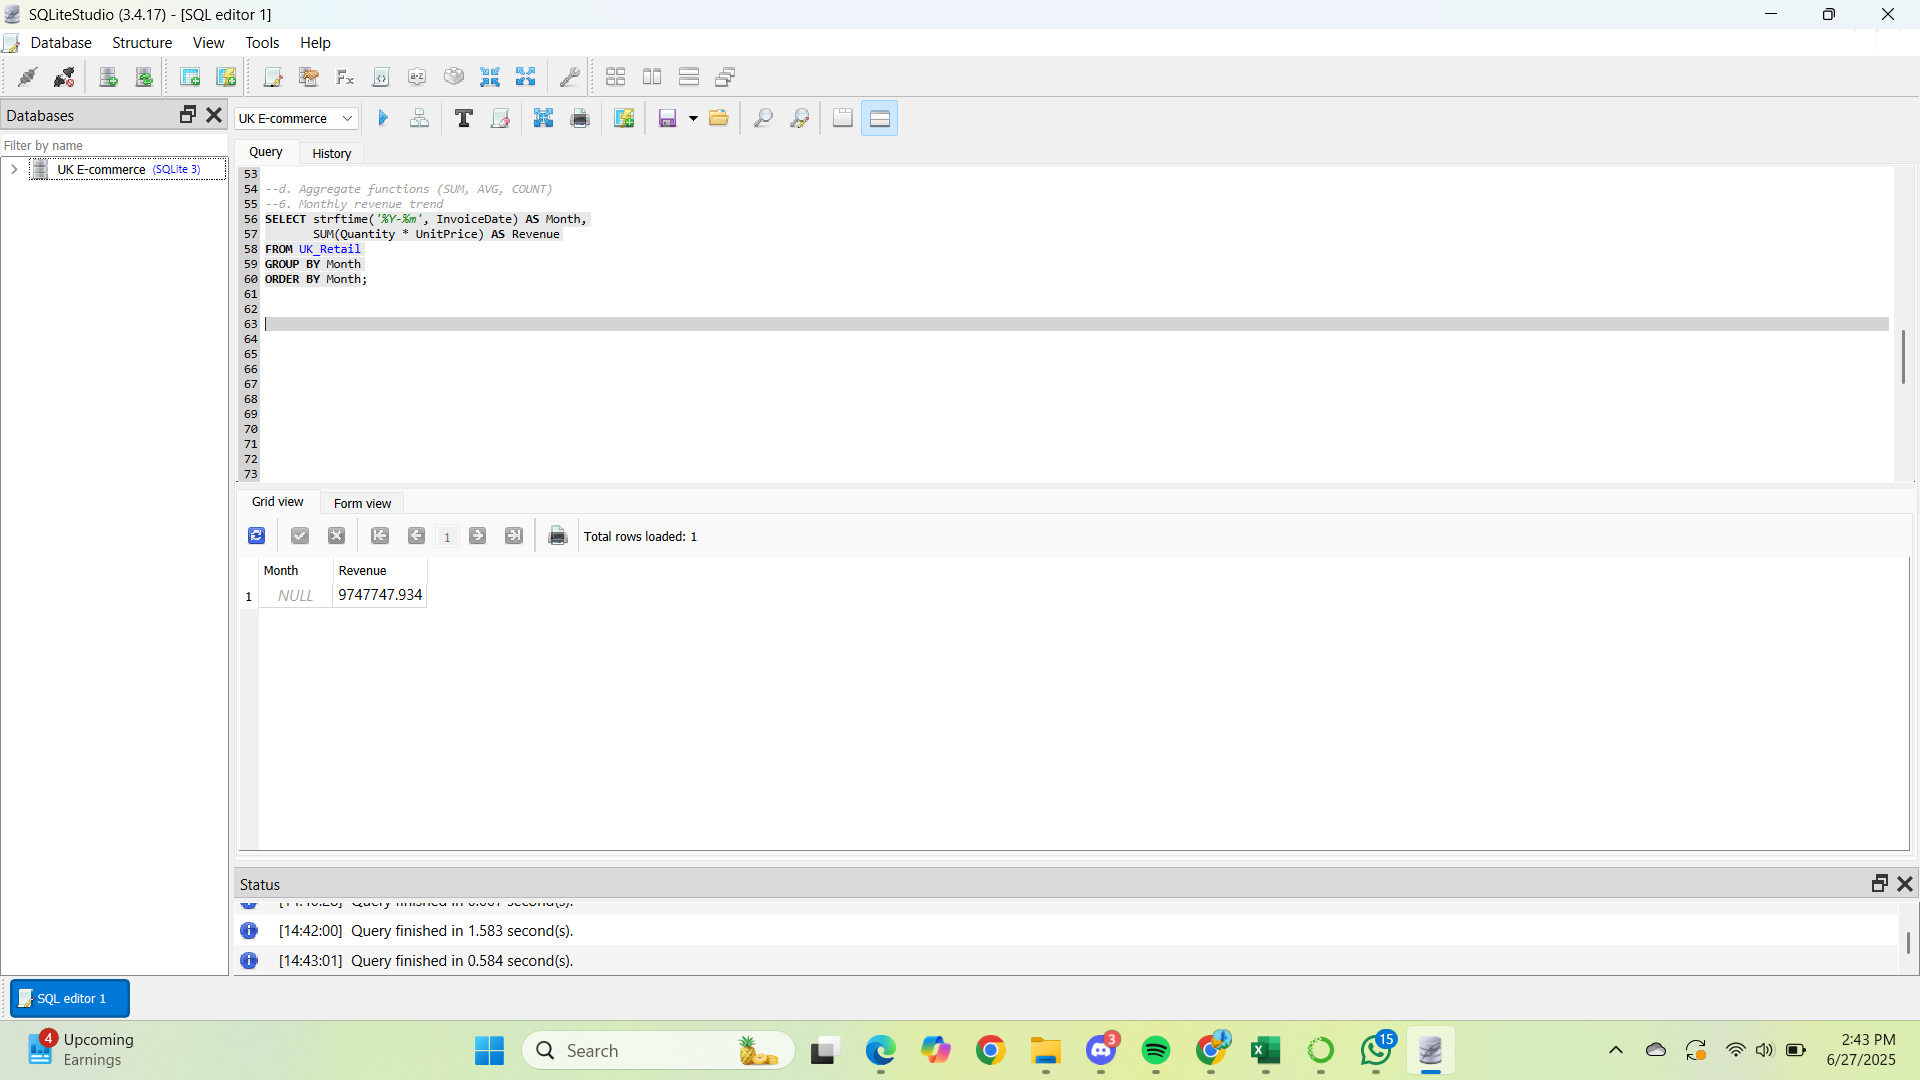 SQLiteStudio (3.4.17) - [SQL editor 1]
Database Structure View Tools Help
Databases
UK E-commerce
Filter by name
UK E-commerce (SQLite 3)
Query History
53
54 --d. Aggregate functions (SUM, AVG, COUNT)
55 --6. Monthly revenue trend
56 SELECT strftime('%Y-%m', InvoiceDate) AS Month,
57 SUM(Quantity * UnitPrice) AS Revenue
58 FROM UK_Retail
59 GROUP BY Month
60 ORDER BY Month;
61
62
63
64
65
66
67
68
69
70
71
72
73
Grid view Form view
1 Total rows loaded: 1
Month Revenue
1 NULL 9747747.934
Status
Query finished in
[14:42:00] Query finished in 1.583 second(s).
[14:43:01] Query finished in 0.584 second(s).
SQL editor 1
4 Upcoming
Earnings
Search
3
15
2:43 PM
6/27/2025